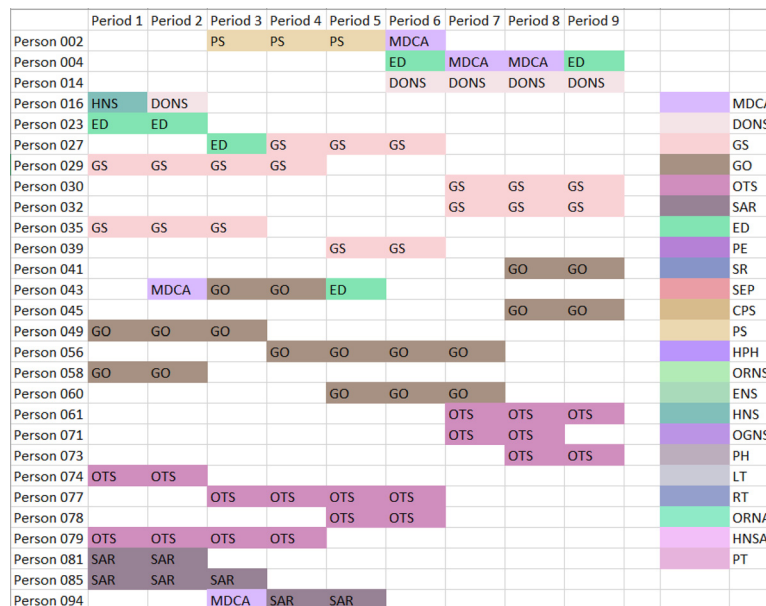 Period 1 Period 2 Period 3 Period 4 Period 5 Period 6 Period 7 Period 8 Period 9
Person 002 PS PS PS MDCA
Person 004 ED MDCA MDCA ED
Person 014 DONS DONS DONS DONS
Person 016 HNS DONS MDCA
Person 023 ED ED DONS
Person 027 ED GS GS GS GS
Person 029 GS GS GS GS GO
Person 030 GS GS GS OTS
Person 032 GS GS GS SAR
Person 035 GS GS GS ED
Person 039 GS GS PE
Person 041 GO GO SR
Person 043 MDCA GO GO ED SEP
Person 045 GO GO CPS
Person 049 GO GO GO PS
Person 056 GO GO GO GO HPH
Person 058 GO GO ORNS
Person 060 GO GO GO ENS
Person 061 OTS OTS OTS HNS
Person 071 OTS OTS OGNS
Person 073 OTS OTS PH
Person 074 OTS OTS LT
Person 077 OTS OTS OTS OTS RT
Person 078 OTS OTS ORNA
Person 079 OTS OTS OTS OTS HNSA
Person 081 SAR SAR PT
Person 085 SAR SAR SAR
Person 094 MDCA SAR SAR